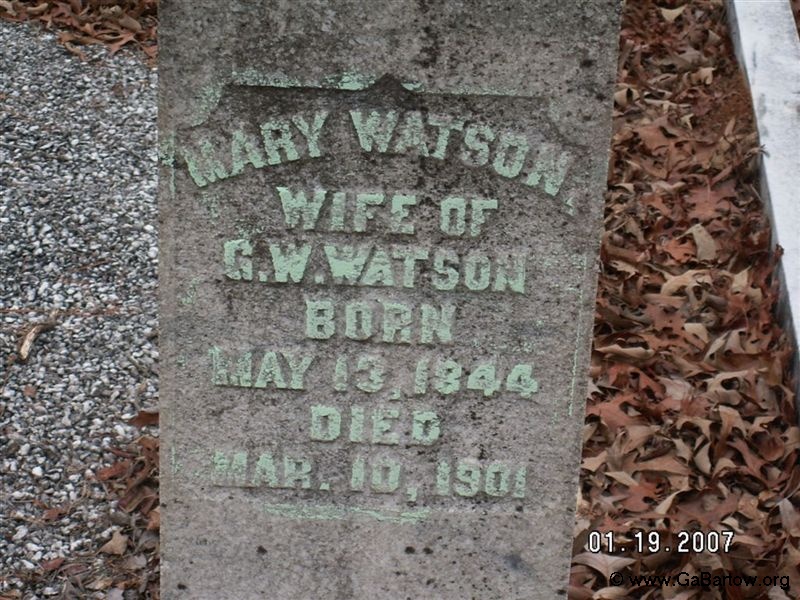 MARY WATSON,
WIFE OF
G.W. WATSON
BORN
MAY 13, 1844
DIED
MAR. 10, 1901
01.19.2007
© www.GaBartow.org